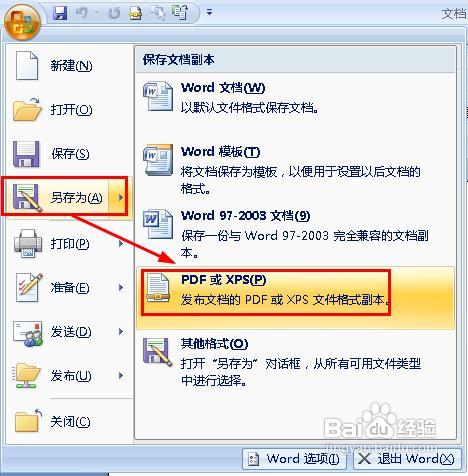 文档
保存文档副本
新建(N)
打开(O)
保存(S)
另存为(A)
打印(P)
准备(E)
发送(D)
发布(U)
关闭(C)
Word 文档(W)
以默认文件格式保存文档。
Word 模板(T)
将文档保存为模板，以便用于设置以后文档的
格式。
Word 97-2003 文档(9)
保存一份与 Word 97-2003 完全兼容的文档副
本。
PDF 或 XPS(P)
发布文档的 PDF 或 XPS 文件格式副本。
其他格式(O)
打开“另存为”对话框，从所有可用文件类型
中进行选择。
Baidu 经验
jingyan.baidu.com
Word 选项(I)
退出 Word(X)